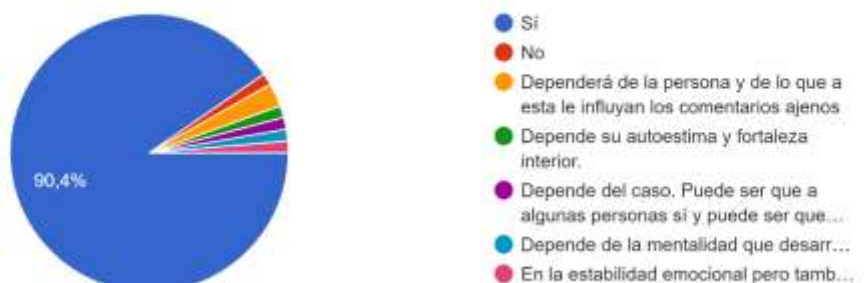 Sí
No
Dependerá de la persona y de lo que a
esta le influyan los comentarios ajenos
Depende su autoestima y fortaleza
interior.
Depende del caso. Puede ser que a
algunas personas sí y puede ser que…
Depende de la mentalidad que desarr…
En la estabilidad emocional pero tamb…
90,4%